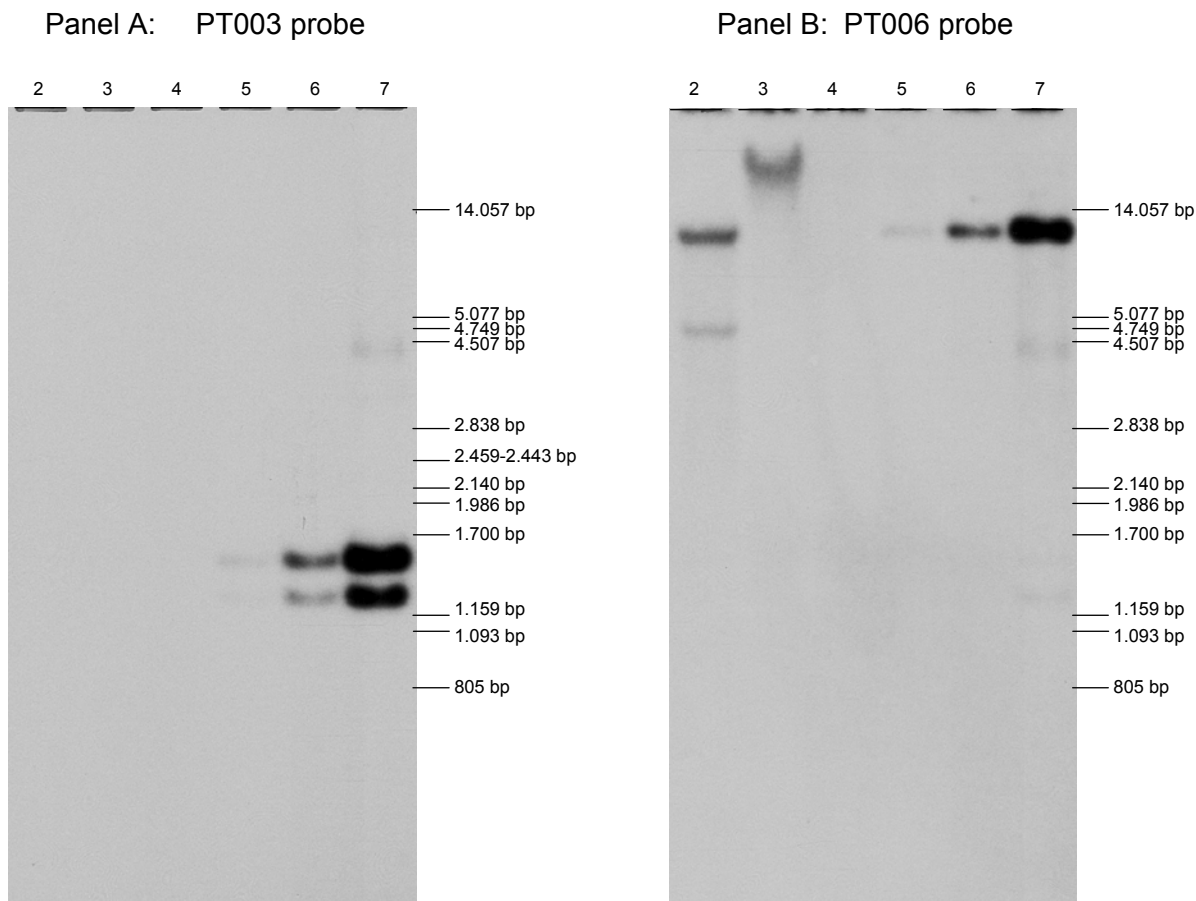 Panel A: PT003 probe
2 3 4 5 6 7
14.057 bp
5.077 bp
4.749 bp
4.507 bp
2.838 bp
2.459-2.443 bp
2.140 bp
1.986 bp
1.700 bp
1.159 bp
1.093 bp
805 bp
Panel B: PT006 probe
2 3 4 5 6 7
14.057 bp
5.077 bp
4.749 bp
4.507 bp
2.838 bp
2.140 bp
1.986 bp
1.700 bp
1.159 bp
1.093 bp
805 bp